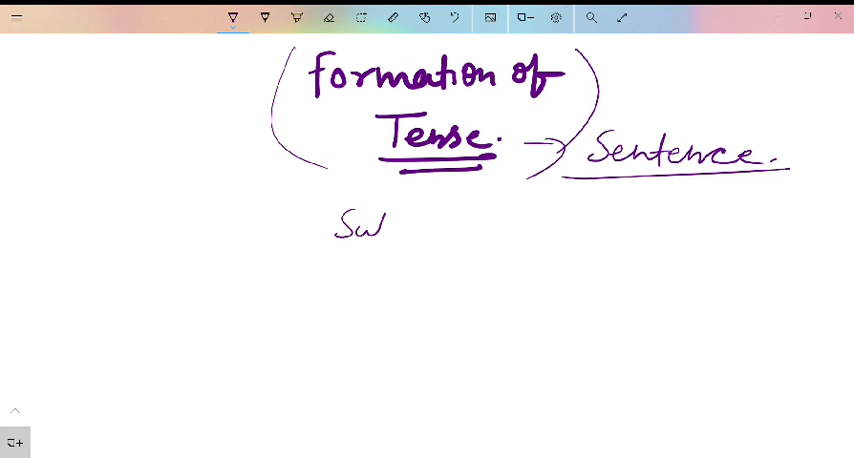 Formation of
Tense. → Sentence.